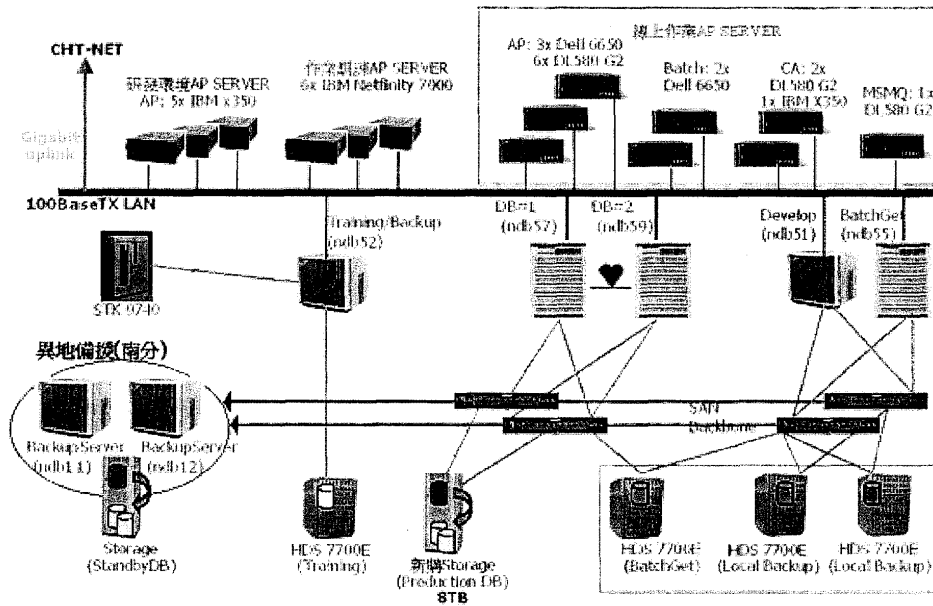 CHT-NET
線上作業AP SERVER
AP: 3x Dell 6650
6x DL580 G2
研發環境AP SERVER
AP: 5x IBM x350
作業訓練AP SERVER
6x IBM Netfinity 7000
Batch: 2x
Dell 6650
CA: 2x
DL580 G2
1x IBM X350
MSMQ: 1x
DL580 G2
Gigabit
uplink
100BaseTX LAN
Training/Backup
(ndb52)
DB#1
(ndb57)
DB#2
(ndb59)
Develop
(ndb51)
BatchGet
(ndb55)
STK 9740
異地備援(南分)
BackupServer
(ndb11)
BackupServer
(ndb12)
SAN
Backbone
Storage
(StandbyDB)
HDS 7700E
(Training)
新購Storage
(Production DB)
8TB
HDS 7700E
(BatchGet)
HDS 7700E
(Local Backup)
HDS 7700E
(Local Backup)